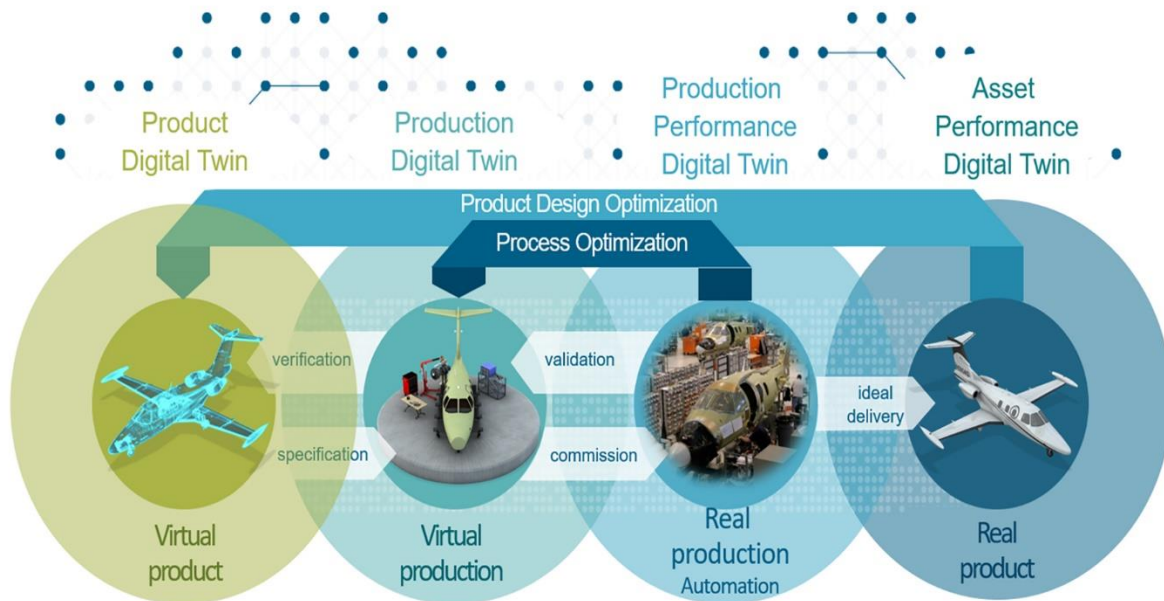 Product
Digital Twin
Production
Digital Twin
Production
Performance
Digital Twin
Asset
Performance
Digital Twin
Product Design Optimization
Process Optimization
verification
validation
ideal
delivery
specification
commission
Virtual
product
Virtual
production
Real
production
Automation
Real
product